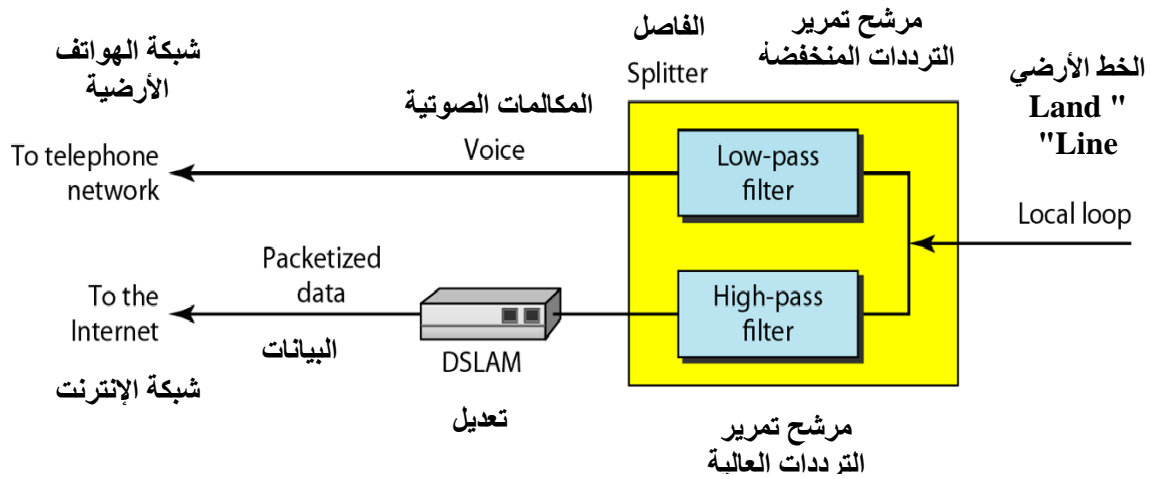 مرشح تمرير
الترددات المنخفضة
الفاصل
Splitter
شبكة الهواتف
الأرضية
الخط الأرضي
Land "
"Line
المكالمات الصوتية
Voice
To telephone
network
Low-pass
filter
Local loop
Packetized
data
To the
Internet
High-pass
filter
البيانات
DSLAM
شبكة الإنترنت
تعديل
مرشح تمرير
الترددات العالية